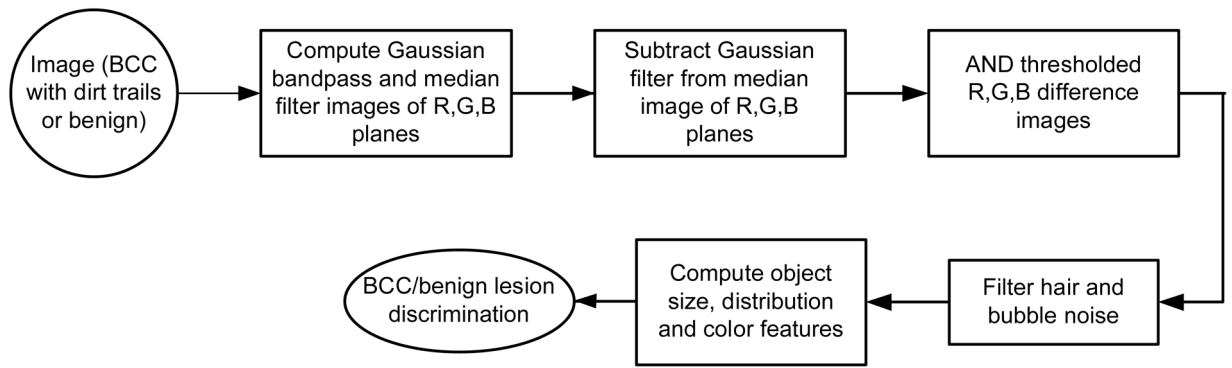 Image (BCC
with dirt trails
or benign)
Compute Gaussian
bandpass and median
filter images of R,G,B
planes
Subtract Gaussian
filter from median
image of R,G,B
planes
AND thresholded
R,G,B difference
images
Filter hair and
bubble noise
Compute object
size, distribution
and color features
BCC/benign lesion
discrimination